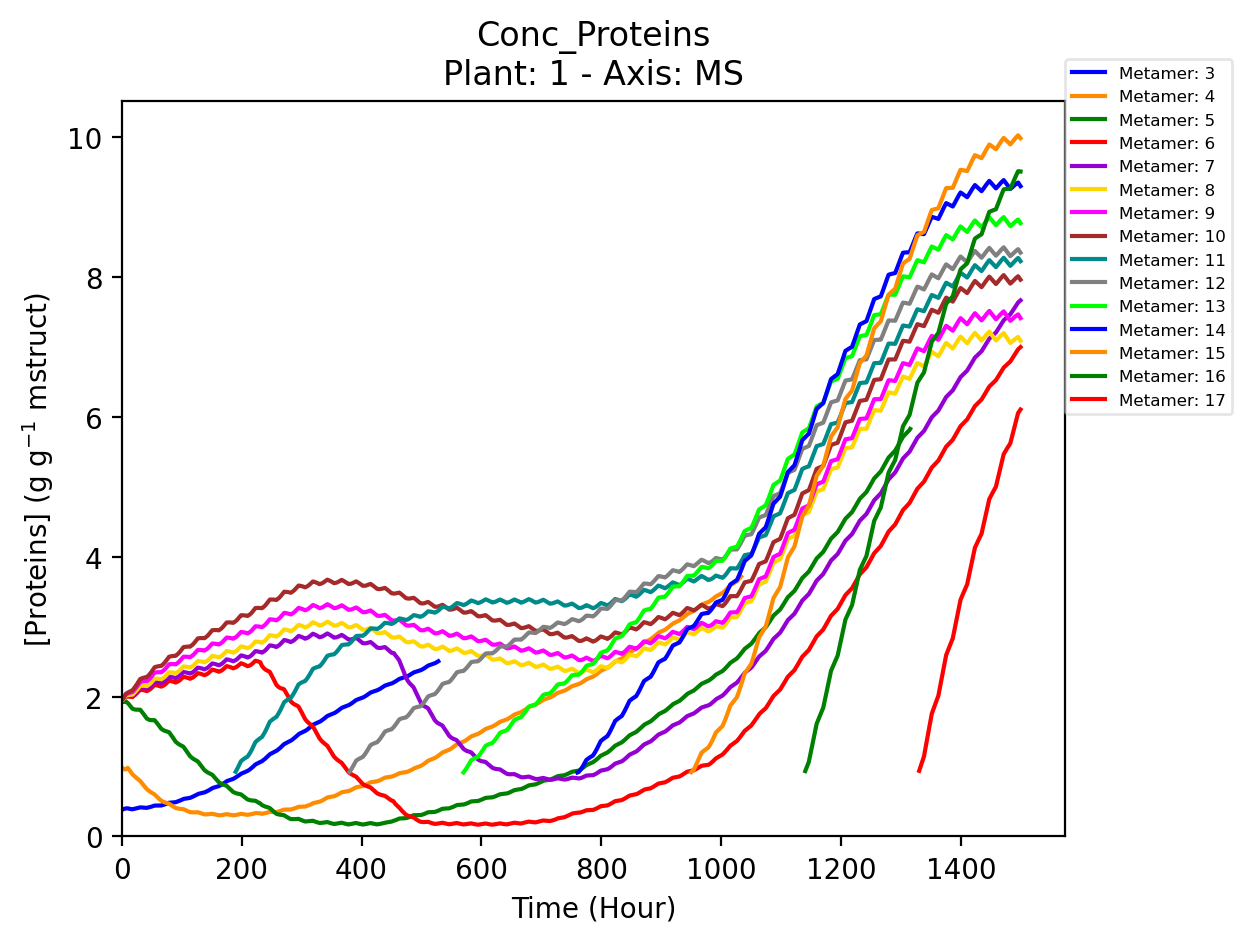 Conc_Proteins
Plant: 1 - Axis: MS
[Proteins] (g g⁻¹ mstruct)
10
8
6
4
2
0
0 200 400 600 800 1000 1200 1400
Time (Hour)
Metamer: 3
Metamer: 4
Metamer: 5
Metamer: 6
Metamer: 7
Metamer: 8
Metamer: 9
Metamer: 10
Metamer: 11
Metamer: 12
Metamer: 13
Metamer: 14
Metamer: 15
Metamer: 16
Metamer: 17